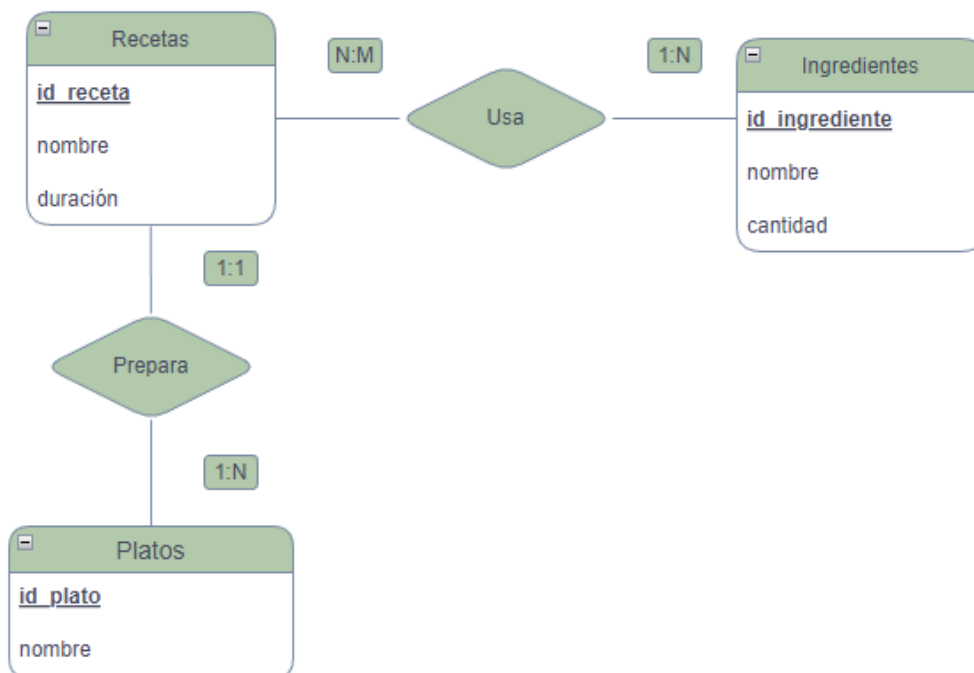 Recetas
id_receta
nombre
duración
N:M
Usa
1:N
Ingredientes
id_ingrediente
nombre
cantidad
1:1
Prepara
1:N
Platos
id_plato
nombre